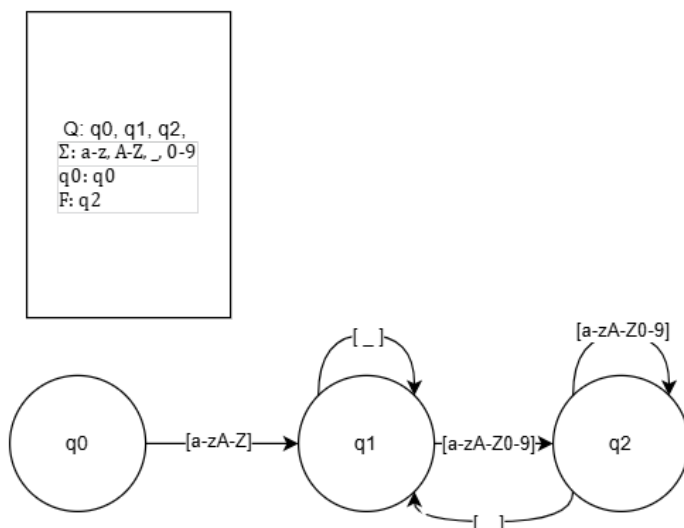 Q: q0, q1, q2,
Σ: a-z, A-Z, _, 0-9
q0: q0
F: q2
[ _ ]
[a-zA-Z0-9]
q0
[a-zA-Z]
q1
[a-zA-Z0-9]
q2